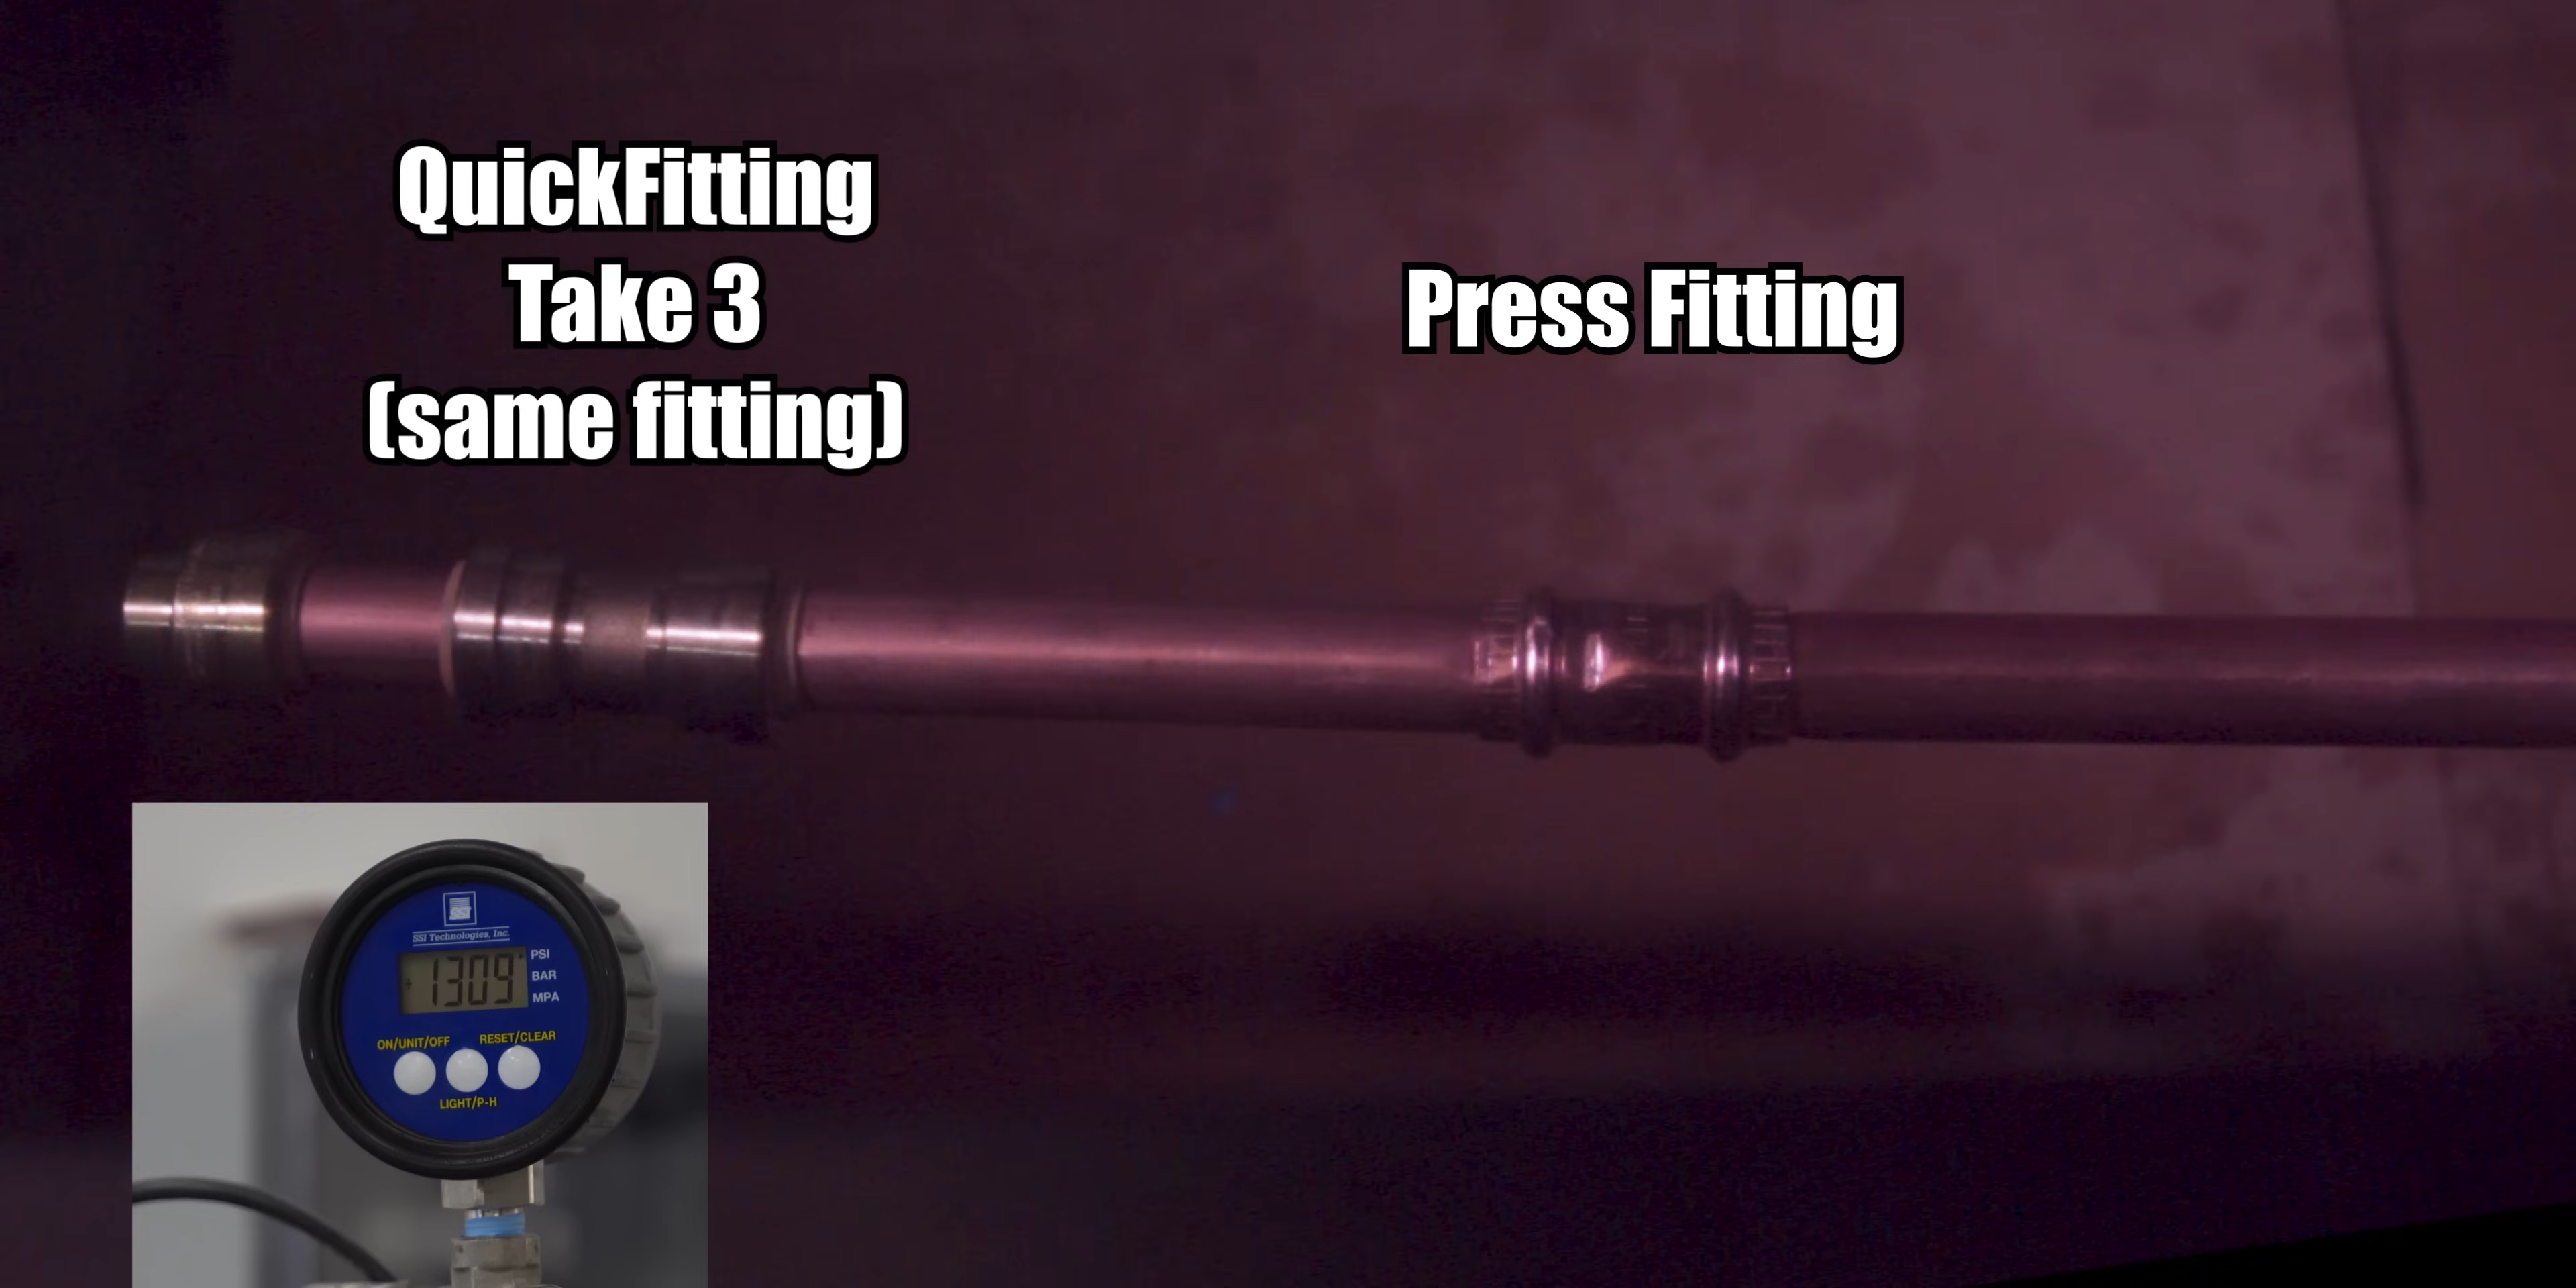 QuickFitting
Take 3
(same fitting)
Press Fitting
SSI
SSI Technologies, Inc.
1309
PSI
BAR
MPA
ON/UNIT/OFF
RESET/CLEAR
LIGHT/P-H